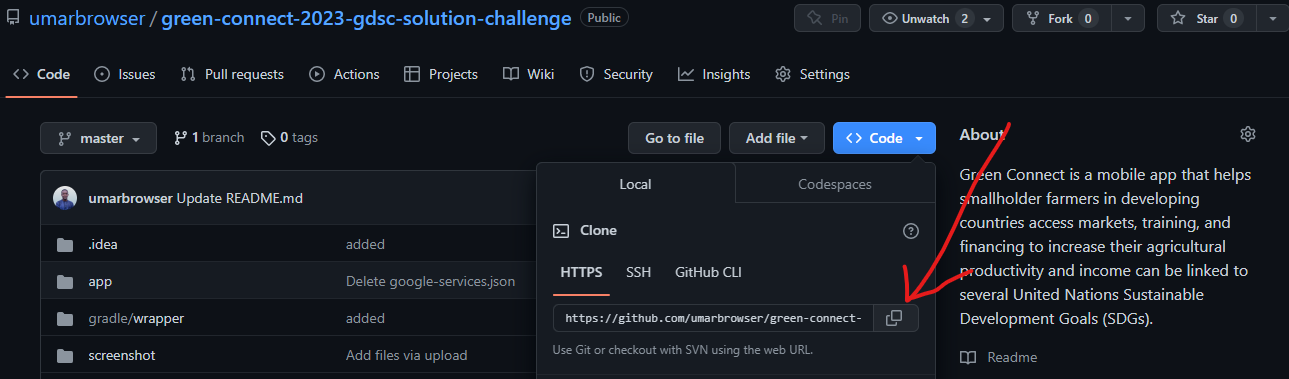 umarbrowser / green-connect-2023-gdsc-solution-challenge Public
Pin Unwatch 2 Fork 0 Star 0
Code Issues Pull requests Actions Projects Wiki Security Insights Settings
master 1 branch 0 tags Go to file Add file Code
umarbrowser Update README.md
.idea added
app Delete google-services.json
gradle/wrapper added
screenshot Add files via upload
Local Codespaces
Clone
HTTPS SSH GitHub CLI
https://github.com/umarbrowser/green-connect-
Use Git or checkout with SVN using the web URL.
About
Green Connect is a mobile app that helps
smallholder farmers in developing
countries access markets, training, and
financing to increase their agricultural
productivity and income can be linked to
several United Nations Sustainable
Development Goals (SDGs).
Readme